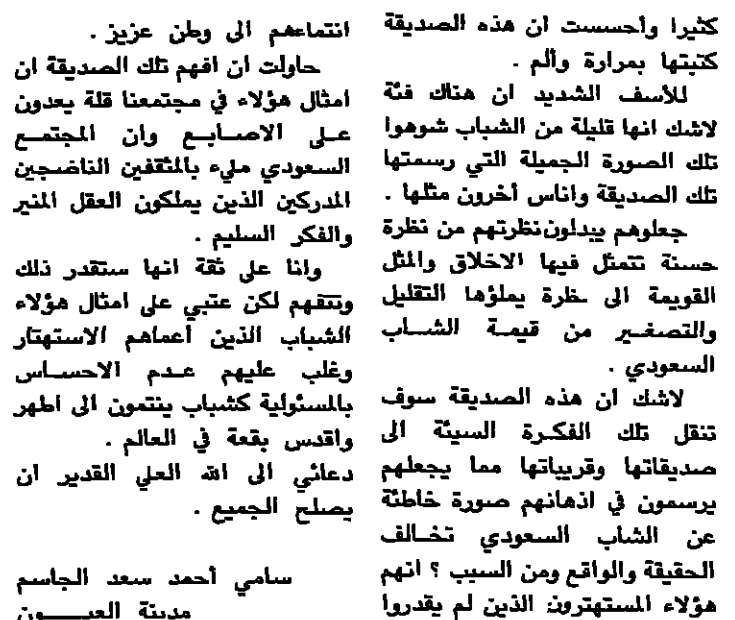 كثيرا وأحسست ان هذه الصديقة
كتبتها بمرارة وألم .
للأسف الشديد ان هناك فئة
لاشك انها قليلة من الشباب شوهوا
تلك الصورة الجميلة التي رسمتها
تلك الصديقة واناس أخرون مثلها .
جعلوهم يبدلون نظرتهم من نظرة
حسنة تتمثل فيها الاخلاق والمثل
القويمة الى نظرة يملؤها التقليل
والتصغير من قيمة الشباب
السعودي .
لاشك ان هذه الصديقة سوف
تنقل تلك الفكرة السيئة الى
صديقاتها وقريباتها مما يجعلهم
يرسمون في اذهانهم صورة خاطئة
عن الشاب السعودي تخالف
الحقيقة والواقع ومن السبب ؟ انهم
هؤلاء المستهترون الذين لم يقدروا
انتماءهم الى وطن عزيز .
حاولت ان افهم تلك الصديقة ان
امثال هؤلاء في مجتمعنا قلة يعدون
على الاصابع وان المجتمع
السعودي مليء بالمثقفين الناضجين
المدركين الذين يملكون العقل المنير
والفكر السليم .
وانا على ثقة انها ستقدر ذلك
وتتفهم لكن عتبي على امثال هؤلاء
الشباب الذين أعماهم الاستهتار
وغلب عليهم عدم الاحساس
بالمسئولية كشباب ينتمون الى اطهر
واقدس بقعة في العالم .
دعائي الى الله العلي القدير ان
يصلح الجميع .
سامي أحمد سعد الجاسم
مدينة العيون